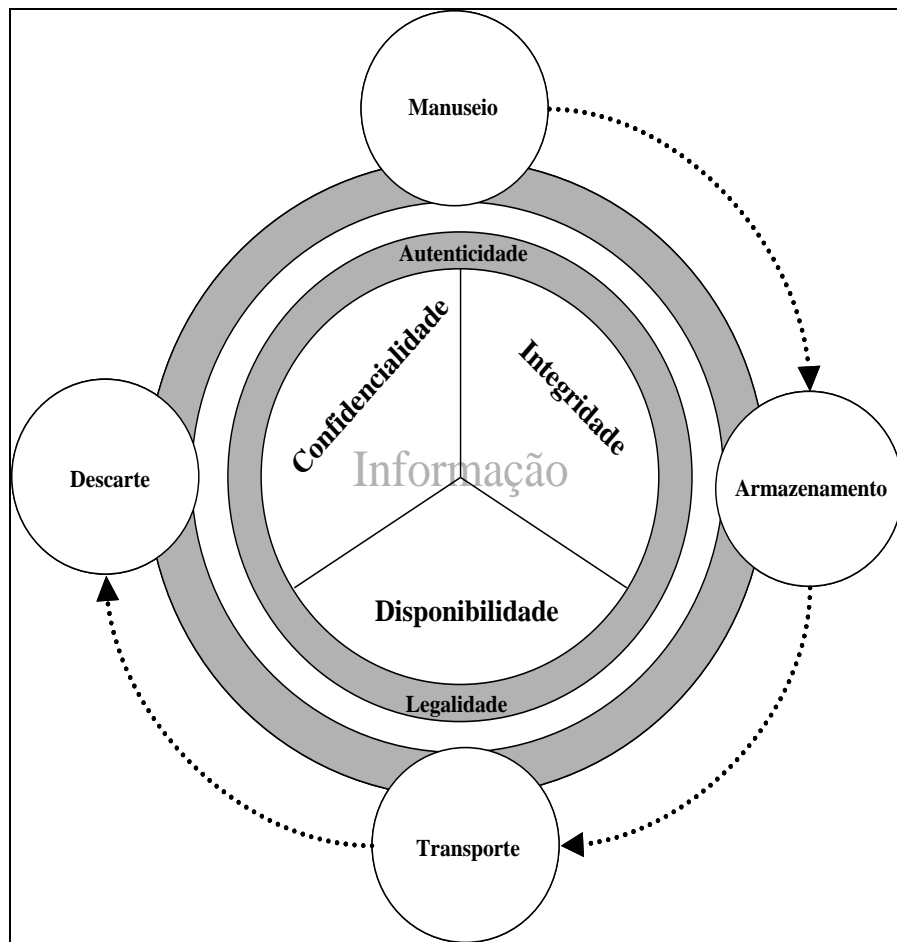 Manuseio
Autenticidade
Confidencialidade
Integridade
Informação
Descarte
Armazenamento
Disponibilidade
Legalidade
Transporte